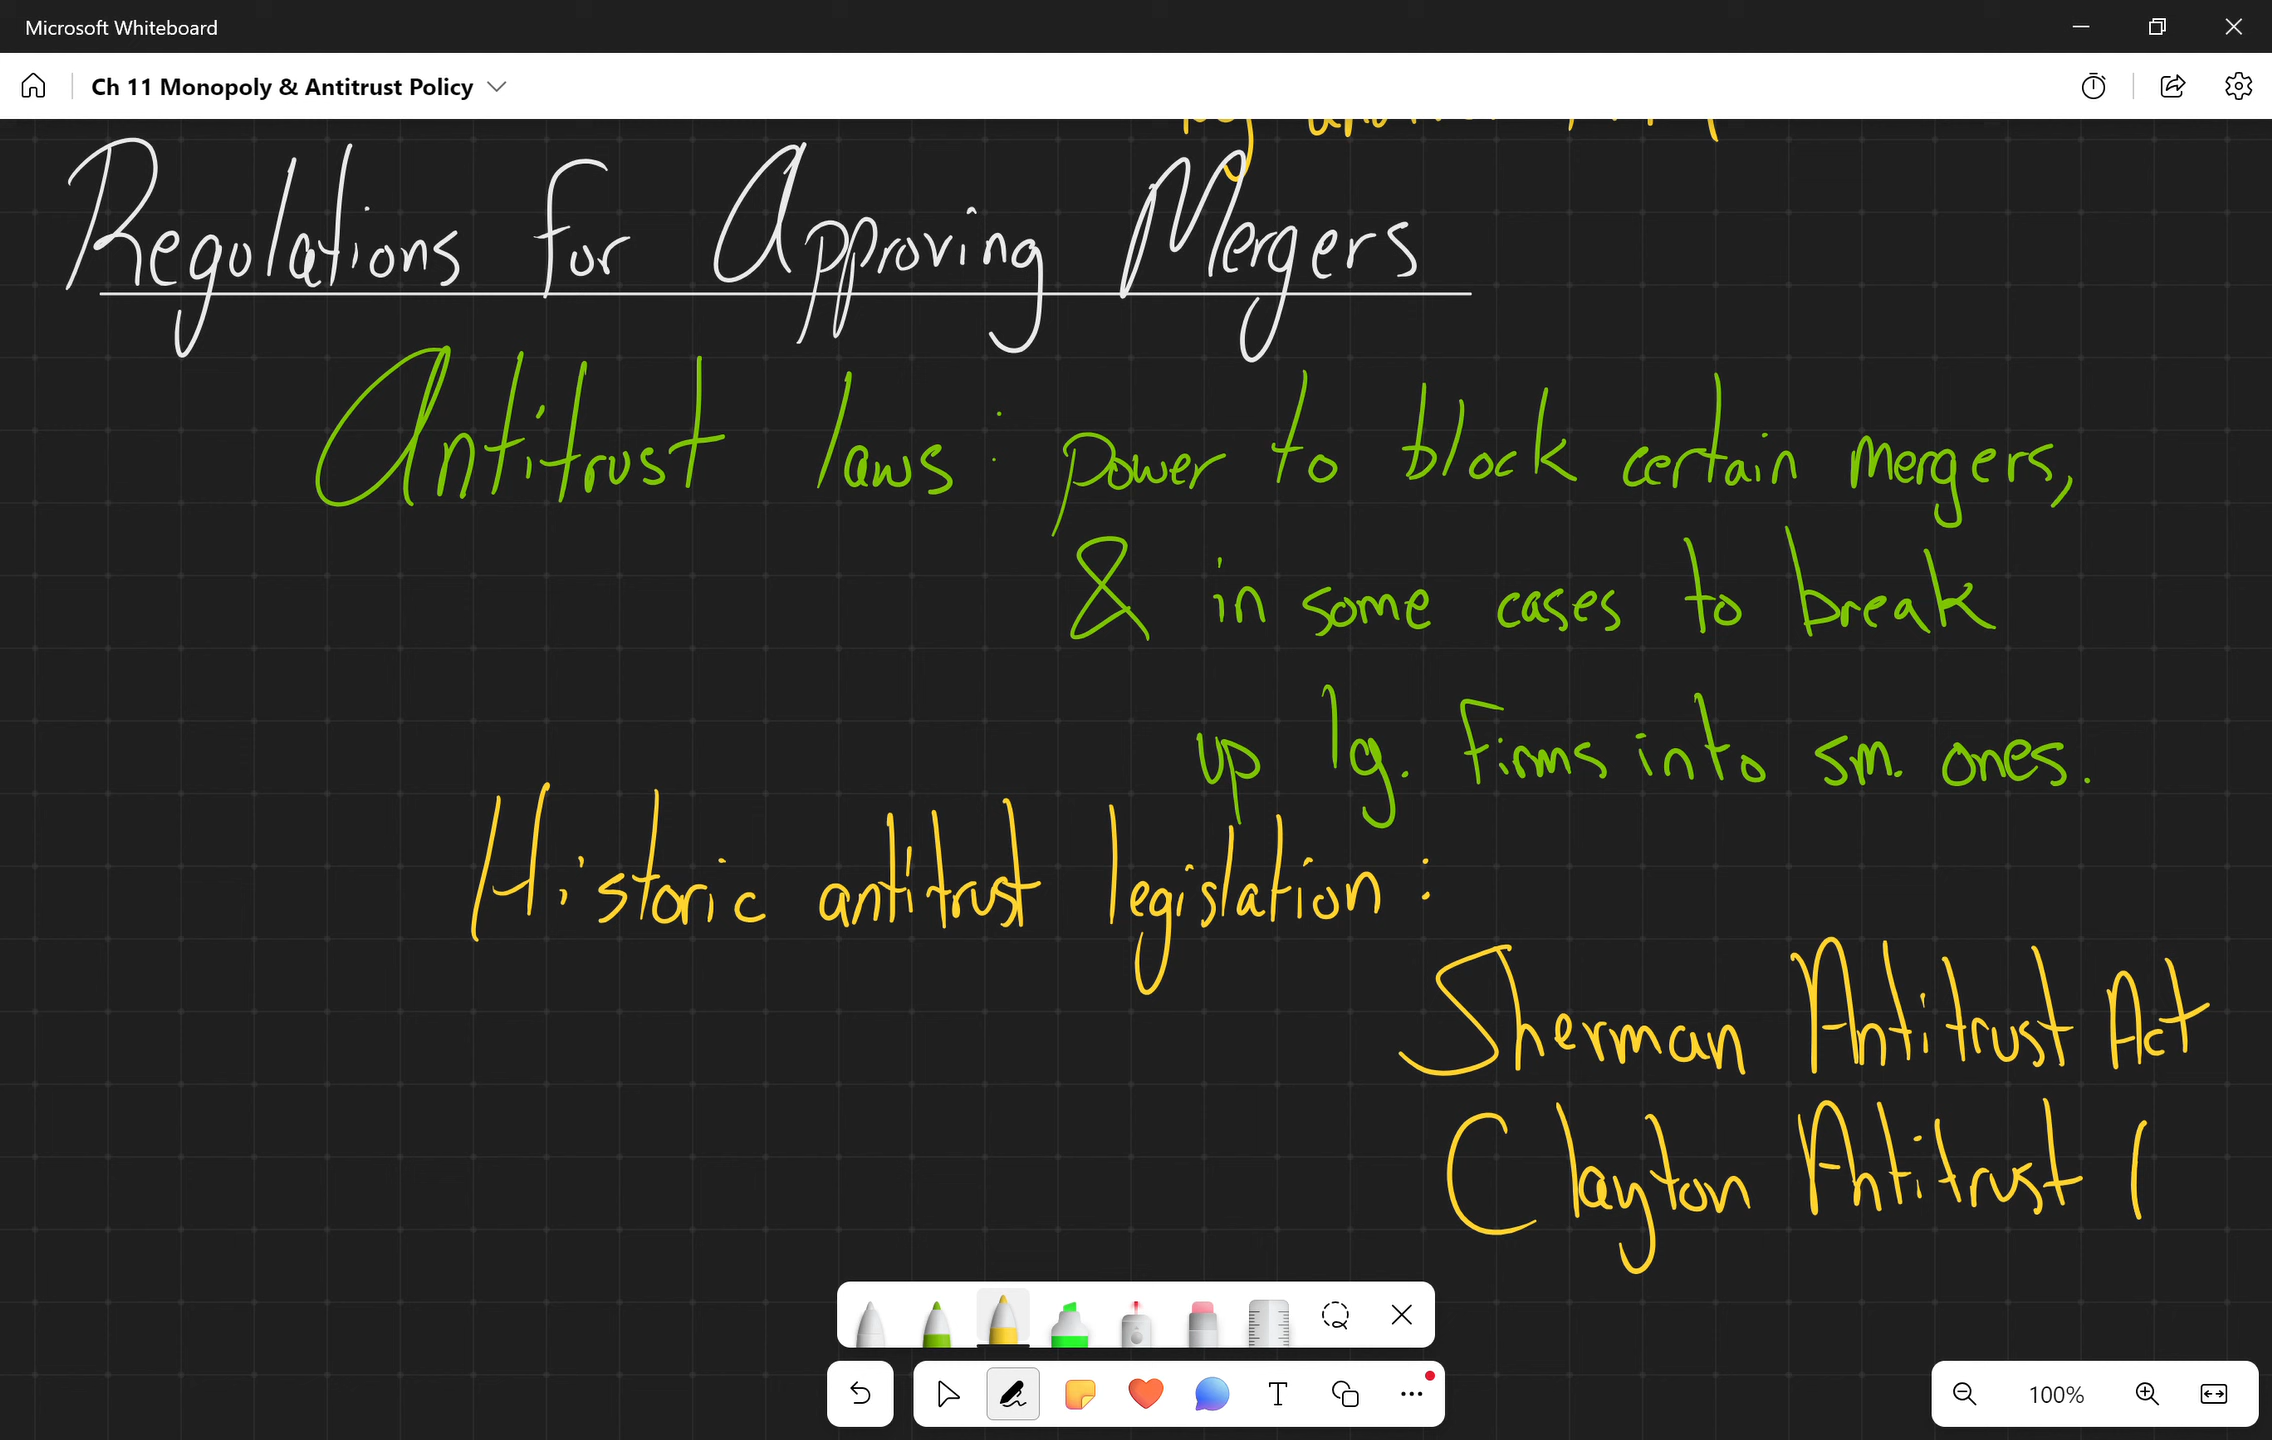 Microsoft Whiteboard
Ch 11 Monopoly & Antitrust Policy
Regulations for Approving Mergers
Antitrust laws: power to block certain mergers,
& in some cases to break
up lg. firms into sm. ones.
Historic antitrust legislation:
Sherman Antitrust Act
Clayton Antitrust
T
100%